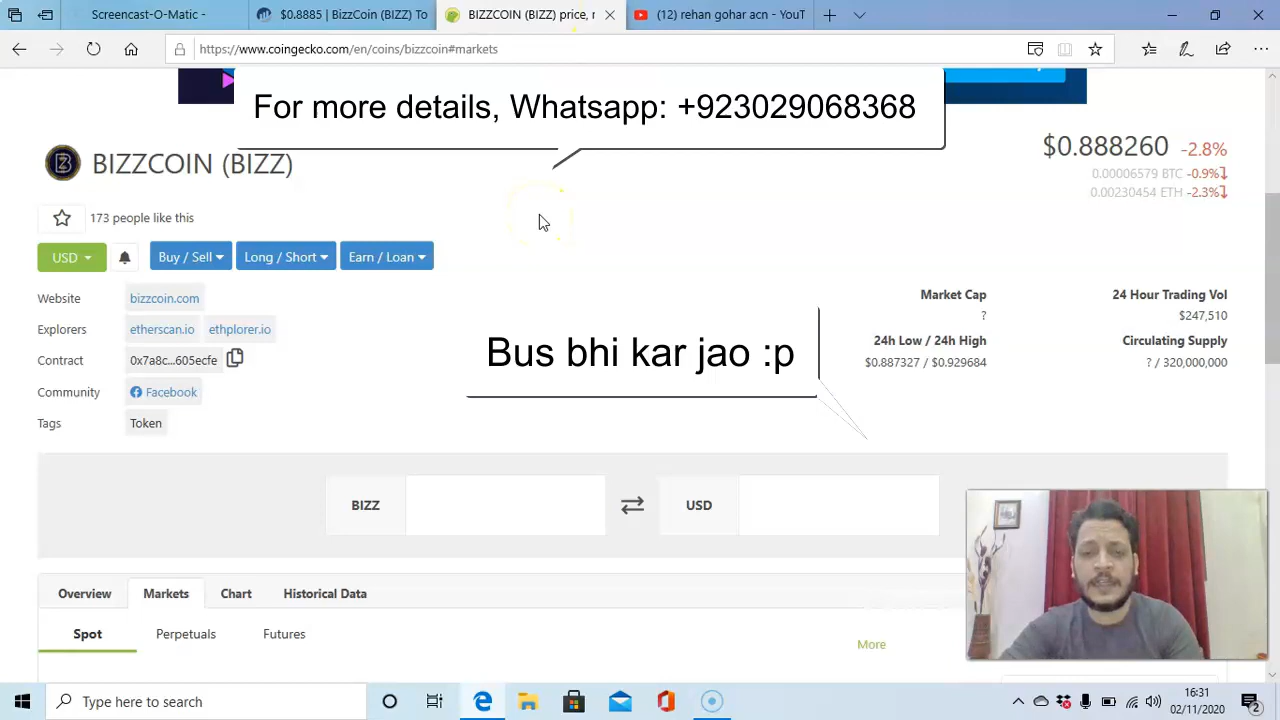 Screencast-O-Matic -
$0.8885 | BizzCoin (BIZZ) To
BIZZCOIN (BIZZ) price, r
(12) rehan gohar acn - YouT
https://www.coingecko.com/en/coins/bizzcoin#markets
For more details, Whatsapp: +923029068368
BIZZCOIN (BIZZ)
$0.888260 -2.8%
0.00006579 BTC -0.9%
0.00230454 ETH -2.3%
173 people like this
USD
Buy / Sell
Long / Short
Earn / Loan
Website bizzcoin.com
Market Cap
24 Hour Trading Vol
?
$247,510
Explorers etherscan.io ethplorer.io
24h Low / 24h High
Circulating Supply
Contract 0x7a8c...605ecfe
$0.887327 / $0.929684
? / 320,000,000
Bus bhi kar jao :p
Community Facebook
Tags Token
BIZZ
USD
Overview Markets Chart Historical Data
Spot Perpetuals Futures
More
Type here to search
16:31
02/11/2020
2